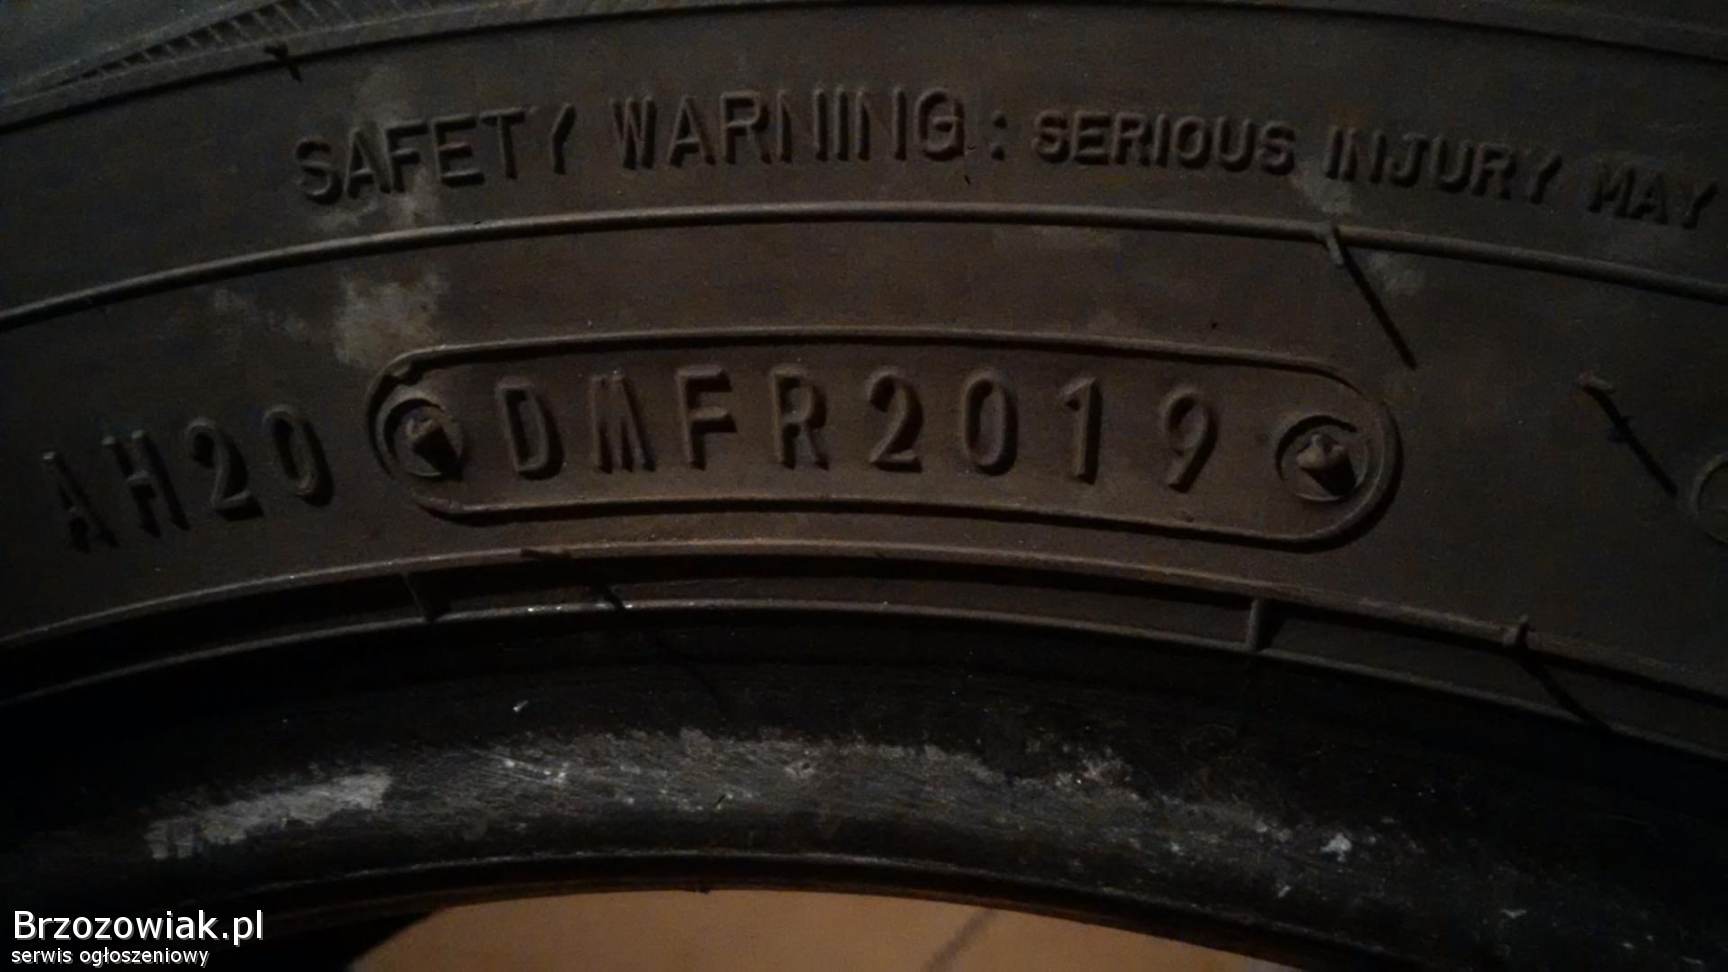 SAFETY WARNING: SERIOUS INJURY MAY
AH20 DMFR2019
Brzozowiak.pl
serwis ogłoszeniowy